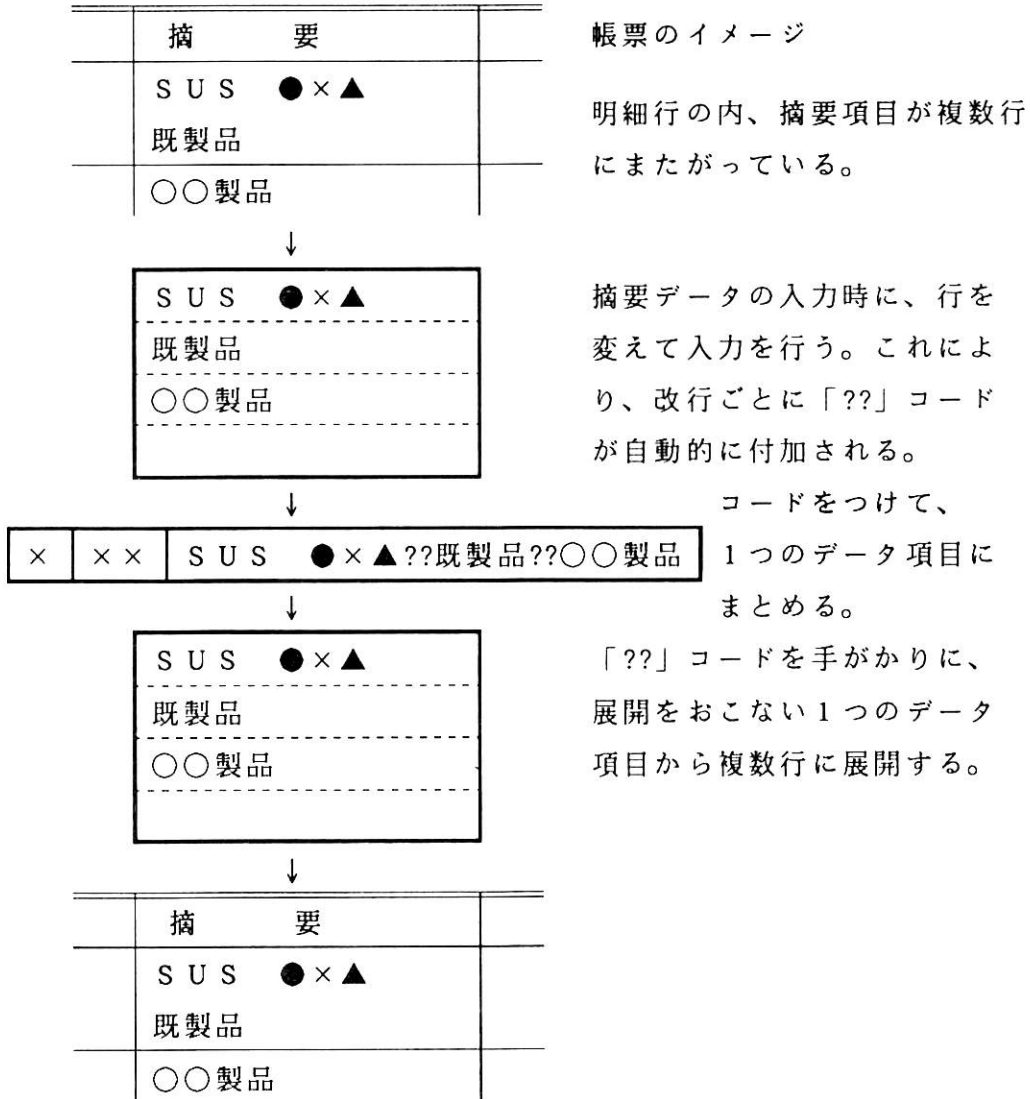 摘　要
ＳＵＳ　●×▲
既製品
○○製品
帳票のイメージ
明細行の内、摘要項目が複数行
にまたがっている。
↓
ＳＵＳ　●×▲
既製品
○○製品
摘要データの入力時に、行を
変えて入力を行う。これによ
り、改行ごとに「??」コード
が自動的に付加される。
↓
× ×× ＳＵＳ　●×▲??既製品??○○製品
コードをつけて、
１つのデータ項目に
まとめる。
↓
ＳＵＳ　●×▲
既製品
○○製品
「??」コードを手がかりに、
展開をおこない１つのデータ
項目から複数行に展開する。
↓
摘　要
ＳＵＳ　●×▲
既製品
○○製品